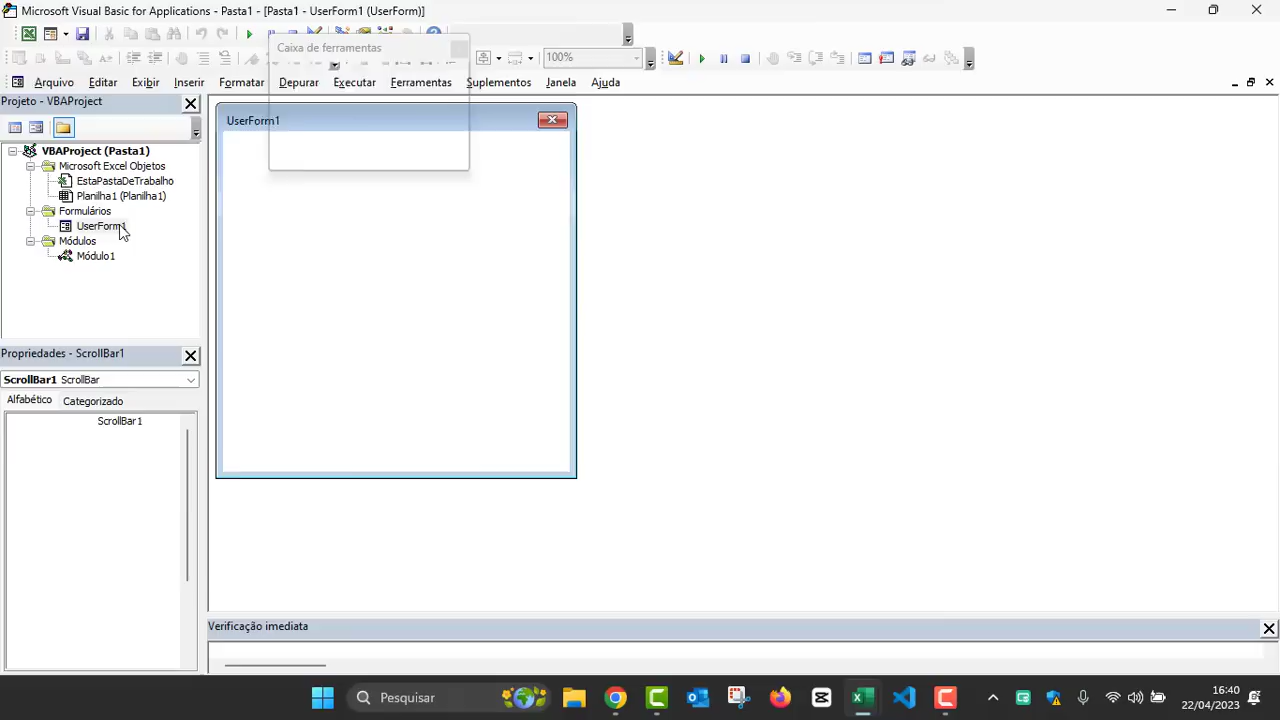 Microsoft Visual Basic for Applications - Pasta1 - [Pasta1 - UserForm1 (UserForm)]
Caixa de ferramentas
100%
Arquivo Editar Exibir Inserir Formatar Depurar Executar Ferramentas Suplementos Janela Ajuda
Projeto - VBAProject
UserForm1
VBAProject (Pasta1)
Microsoft Excel Objetos
EstaPastaDeTrabalho
Planilha1 (Planilha1)
Formulários
UserForm1
Módulos
Módulo1
Propriedades - ScrollBar1
ScrollBar1 ScrollBar
Alfabético Categorizado
ScrollBar1
Verificação imediata
Pesquisar
16:40
22/04/2023